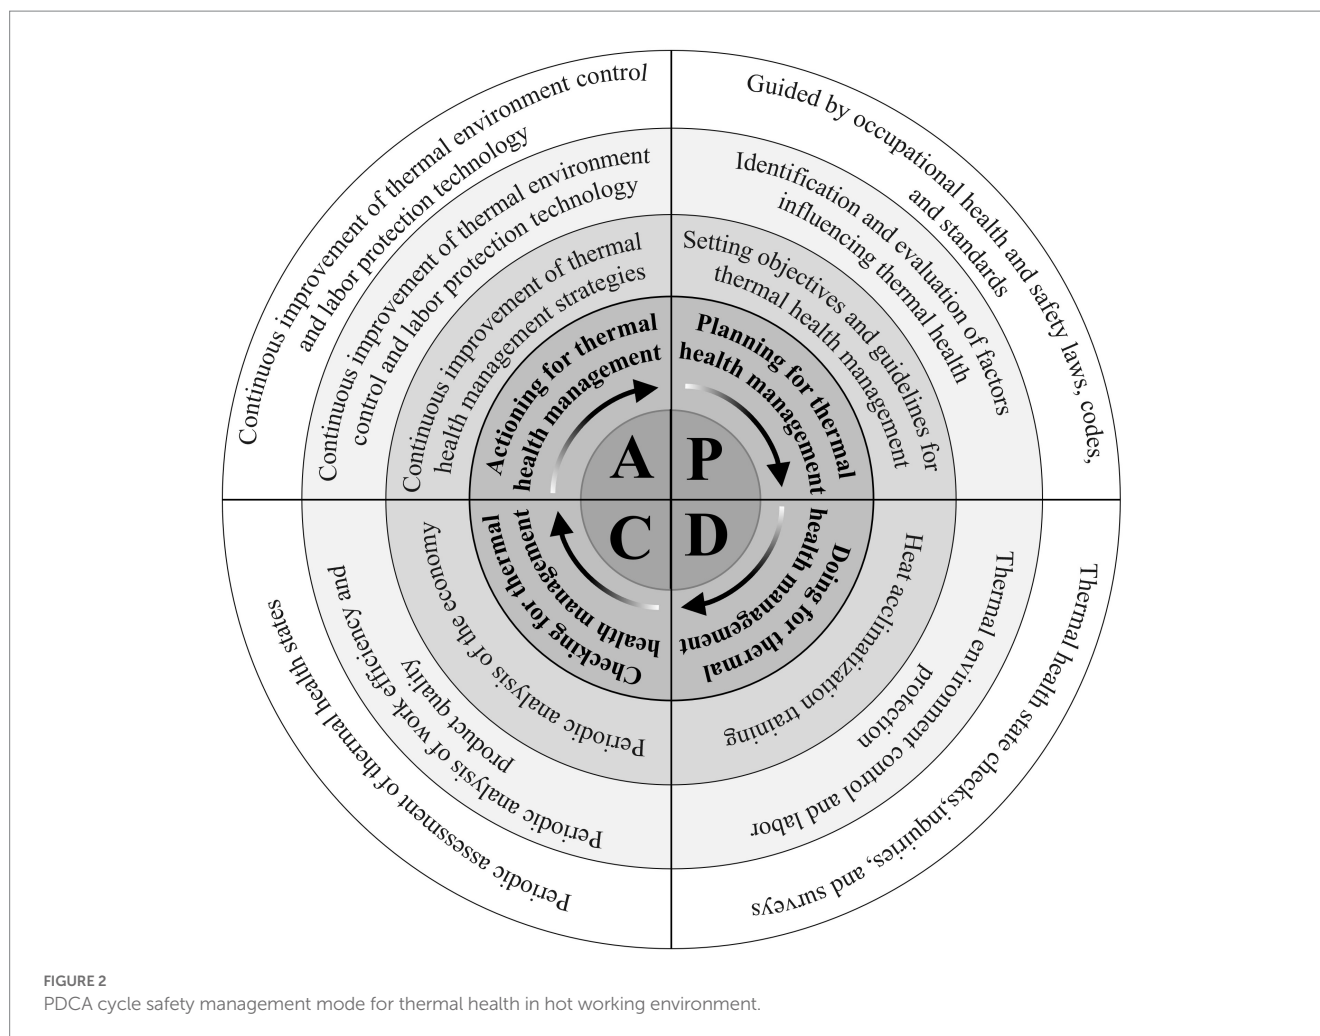 Continuous improvement of thermal environment control
and labor protection technology
Continuous improvement of thermal environment
control and labor protection technology
Continuous improvement of thermal
health management strategies
Actioning for thermal
health management
A
Guided by occupational health and safety laws, codes,
and standards
Identification and evaluation of factors
influencing thermal health
Setting objectives and guidelines for
thermal health management
Planning for thermal
health management
P
C
Checking for thermal
health management
Periodic analysis of the economy
Periodic analysis of work efficiency and
product quality
Periodic assessment of thermal health states
D
Doing for thermal
health management
Heat acclimatization training
Thermal environment control and labor
protection
Thermal health state checks,inquiries, and surveys
FIGURE 2
PDCA cycle safety management mode for thermal health in hot working environment.